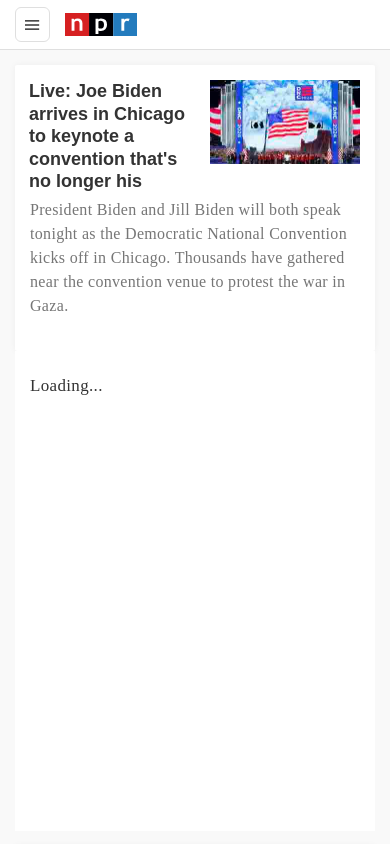 npr
Live: Joe Biden
arrives in Chicago
to keynote a
convention that's
no longer his
President Biden and Jill Biden will both speak
tonight as the Democratic National Convention
kicks off in Chicago. Thousands have gathered
near the convention venue to protest the war in
Gaza.
Loading...